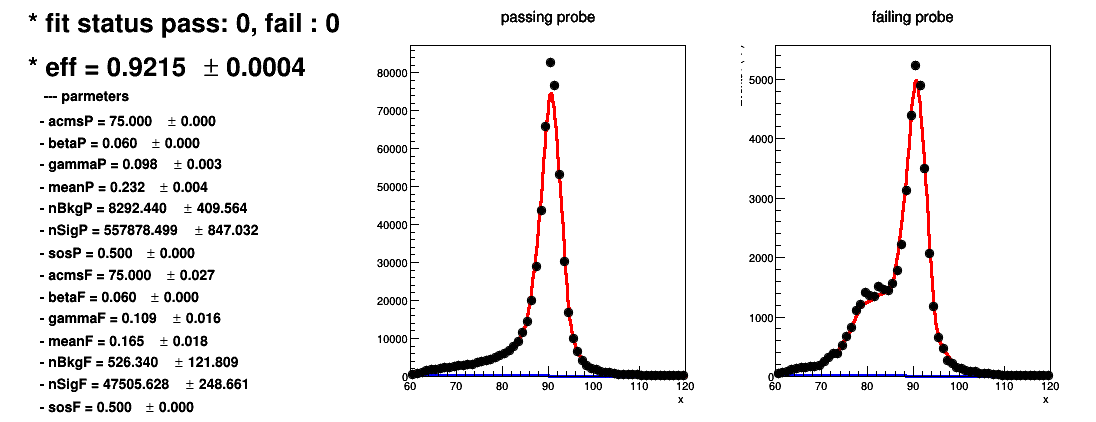 * fit status pass: 0, fail : 0
* eff = 0.9215 ± 0.0004
--- parmeters
- acmsP = 75.000 ± 0.000
- betaP = 0.060 ± 0.000
- gammaP = 0.098 ± 0.003
- meanP = 0.232 ± 0.004
- nBkgP = 8292.440 ± 409.564
- nSigP = 557878.499 ± 847.032
- sosP = 0.500 ± 0.000
- acmsF = 75.000 ± 0.027
- betaF = 0.060 ± 0.000
- gammaF = 0.109 ± 0.016
- meanF = 0.165 ± 0.018
- nBkgF = 526.340 ± 121.809
- nSigF = 47505.628 ± 248.661
- sosF = 0.500 ± 0.000
passing probe
80000
70000
60000
50000
40000
30000
20000
10000
0
60 70 80 90 100 110 120
x
failing probe
5000
4000
3000
2000
1000
0
60 70 80 90 100 110 120
x